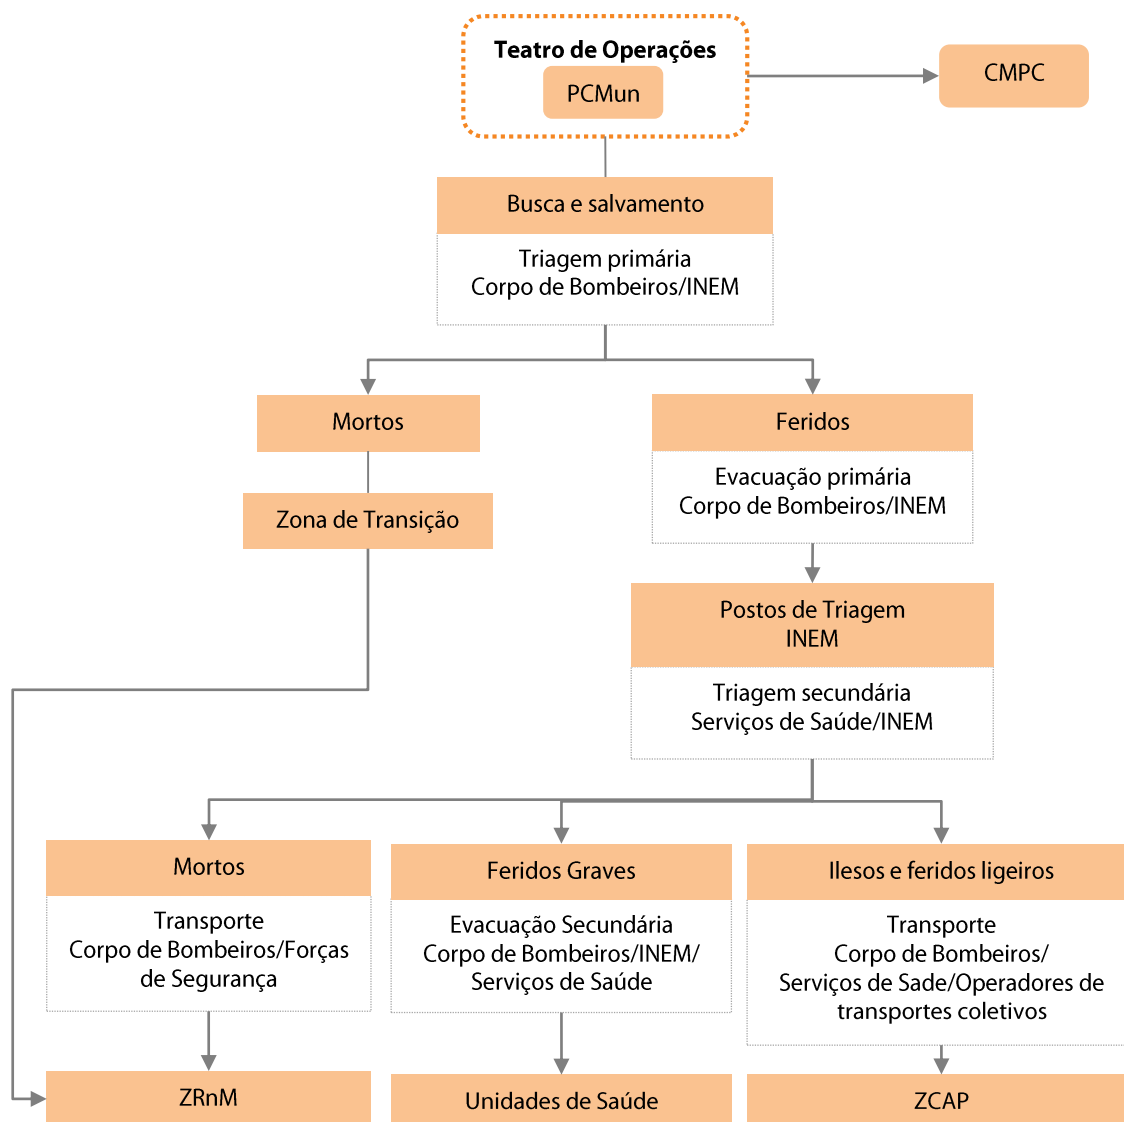 Teatro de Operações
PCMun
CMPC
Busca e salvamento
Triagem primária
Corpo de Bombeiros/INEM
Mortos
Feridos
Evacuação primária
Corpo de Bombeiros/INEM
Zona de Transição
Postos de Triagem
INEM
Triagem secundária
Serviços de Saúde/INEM
Mortos
Transporte
Corpo de Bombeiros/Forças
de Segurança
Feridos Graves
Evacuação Secundária
Corpo de Bombeiros/INEM/
Serviços de Saúde
Ilesos e feridos ligeiros
Transporte
Corpo de Bombeiros/
Serviços de Sade/Operadores de
transportes coletivos
ZRnM
Unidades de Saúde
ZCAP